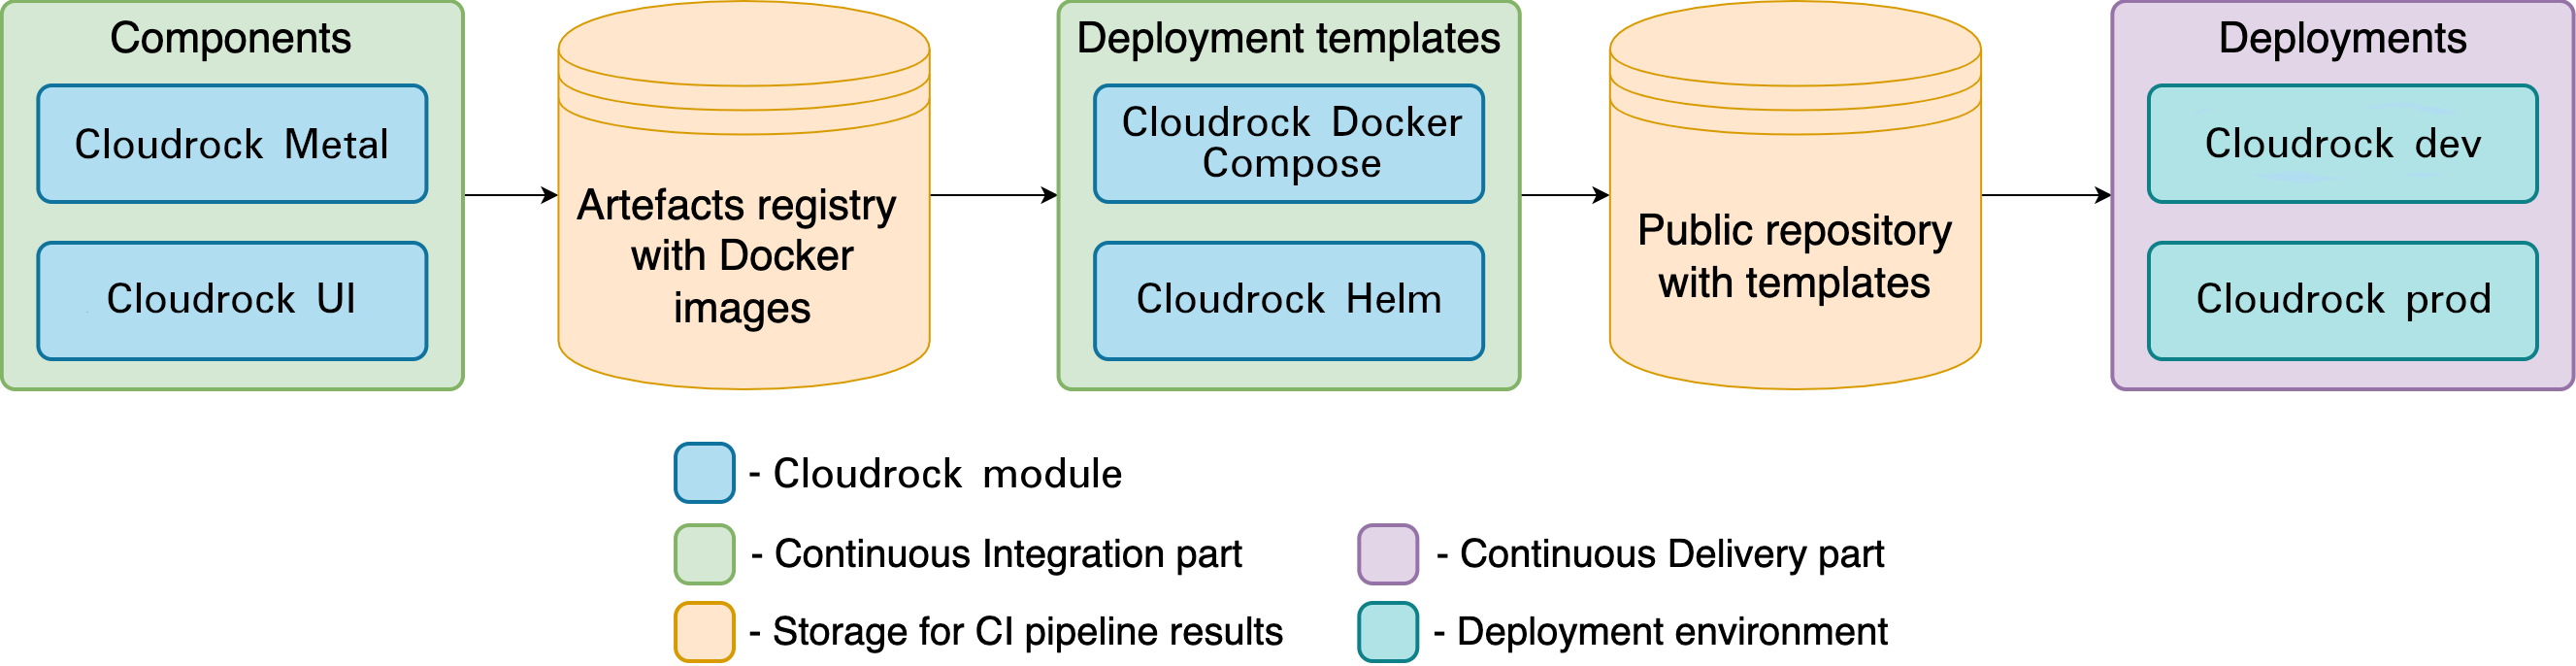 Components
Cloudrock Metal
Cloudrock UI
Artefacts registry
with Docker
images
Deployment templates
Cloudrock Docker
Compose
Cloudrock Helm
Public repository
with templates
Deployments
Cloudrock dev
Cloudrock prod
- Cloudrock module
- Continuous Integration part
- Storage for CI pipeline results
- Continuous Delivery part
- Deployment environment